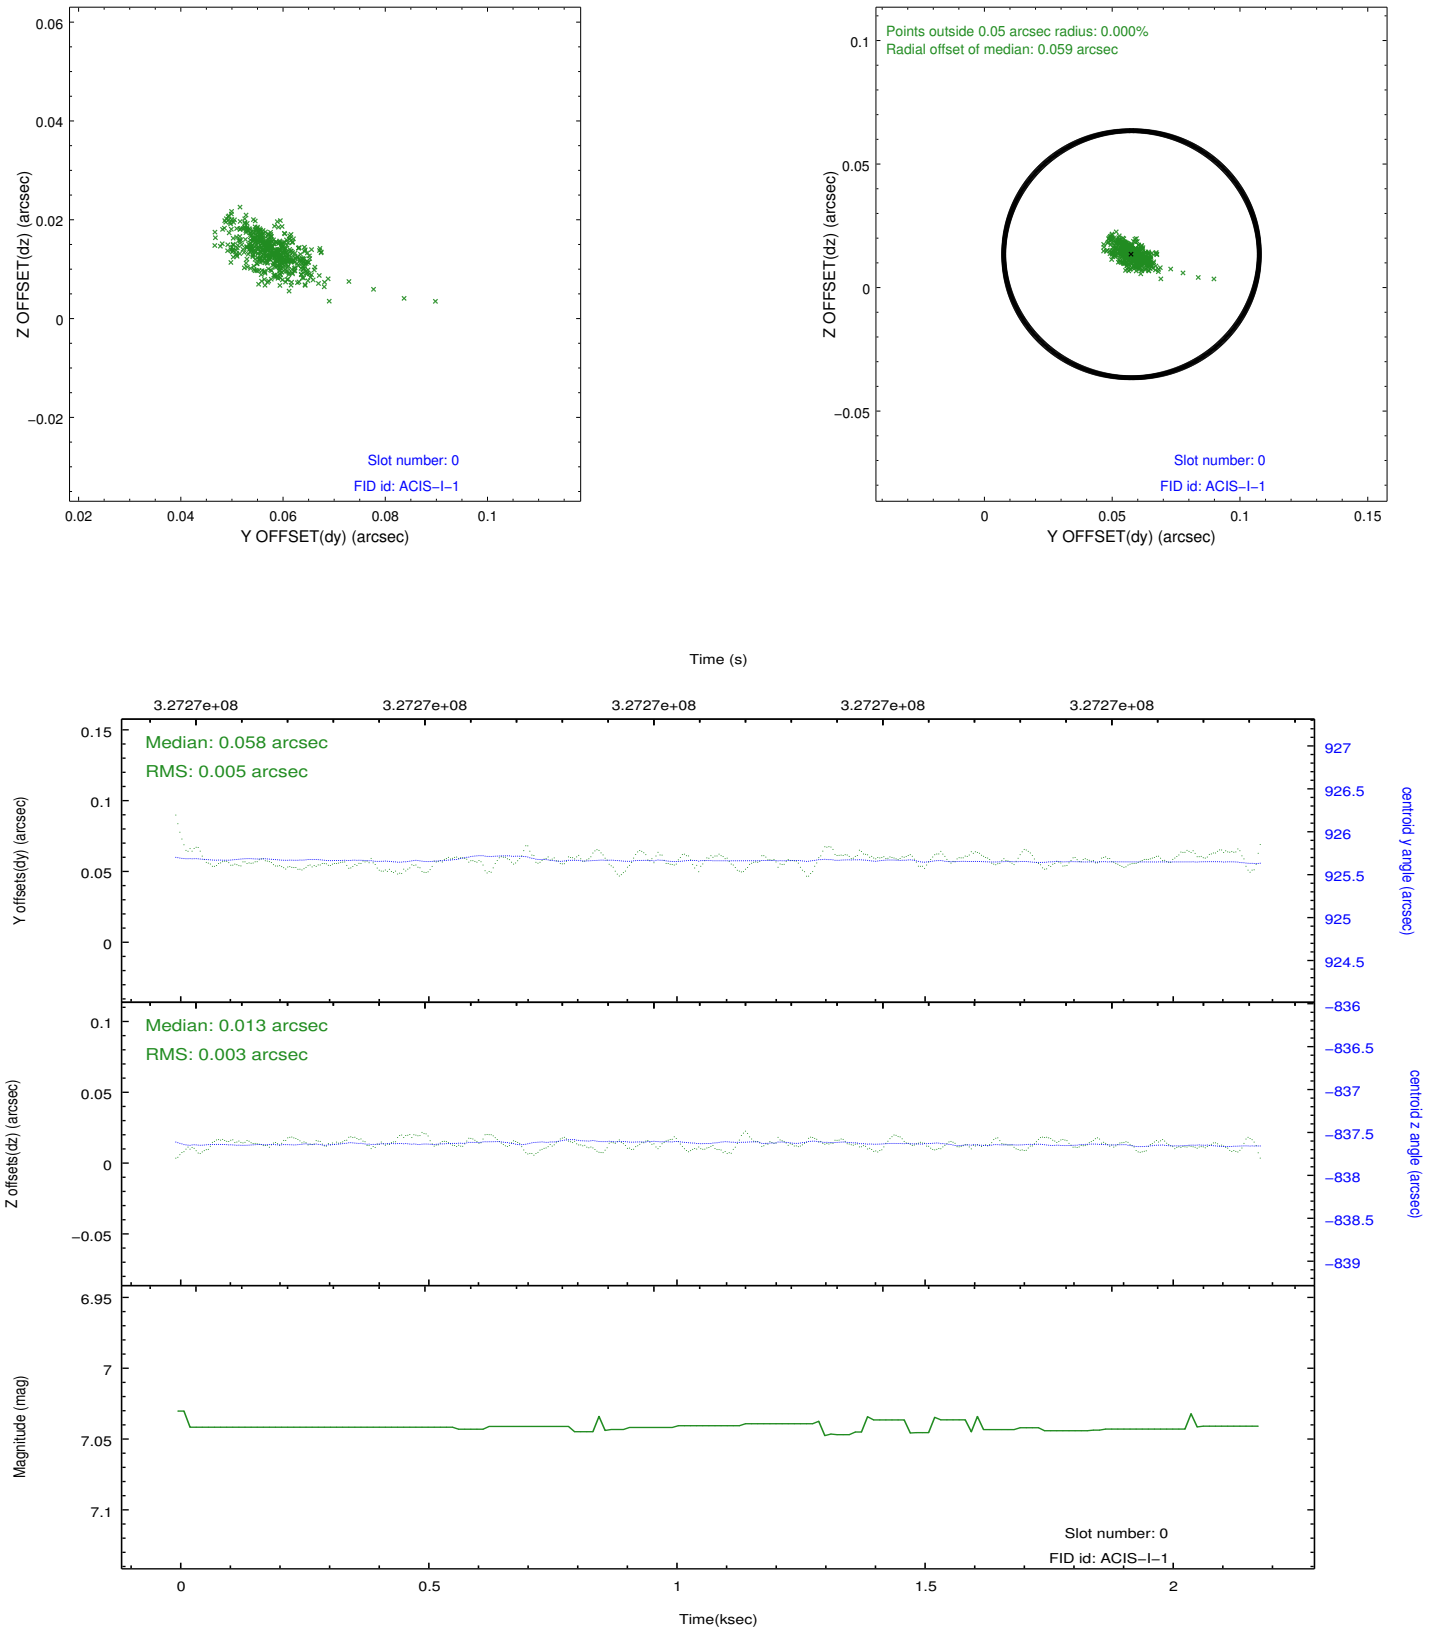 0.06
0.04
0.02
0
−0.02
Z OFFSET(dz) (arcsec)
Slot number: 0
FID id: ACIS−I−1
0.02 0.04 0.06 0.08 0.1
Y OFFSET(dy) (arcsec)
Points outside 0.05 arcsec radius: 0.000%
Radial offset of median: 0.059 arcsec
0.1
0.05
0
−0.05
Z OFFSET(dz) (arcsec)
Slot number: 0
FID id: ACIS−I−1
0 0.05 0.1 0.15
Y OFFSET(dy) (arcsec)
Time (s)
3.2727e+08 3.2727e+08 3.2727e+08 3.2727e+08 3.2727e+08
Median: 0.058 arcsec
RMS: 0.005 arcsec
0.15
0.1
0.05
0
Y offsets(dy) (arcsec)
927
926.5
926
925.5
925
924.5
centroid y angle (arcsec)
Median: 0.013 arcsec
RMS: 0.003 arcsec
0.1
0.05
0
−0.05
Z offsets(dz) (arcsec)
−836
−836.5
−837
−837.5
−838
−838.5
−839
centroid z angle (arcsec)
6.95
7
7.05
7.1
Magnitude (mag)
Slot number: 0
FID id: ACIS−I−1
0 0.5 1 1.5 2
Time(ksec)